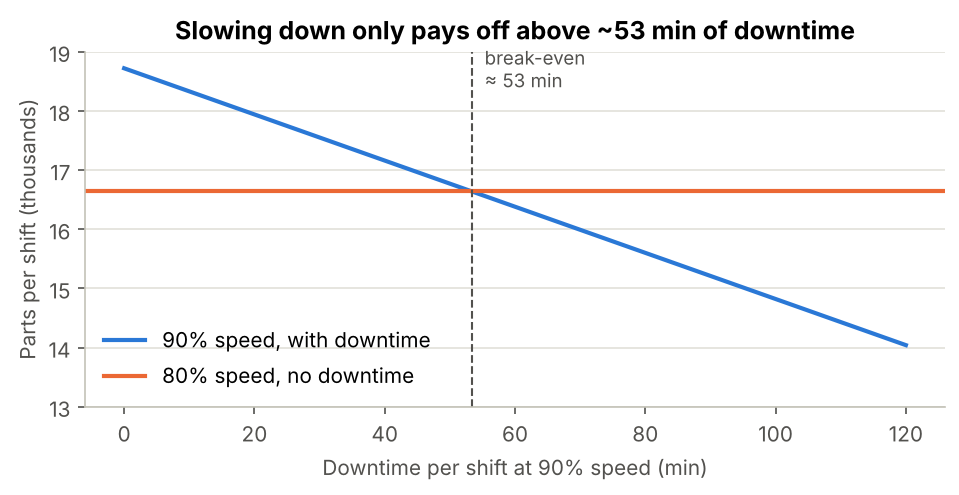 Slowing down only pays off above ~53 min of downtime
break-even
≈ 53 min
Parts per shift (thousands)
19
18
17
16
15
14
13
90% speed, with downtime
80% speed, no downtime
0 20 40 60 80 100 120
Downtime per shift at 90% speed (min)